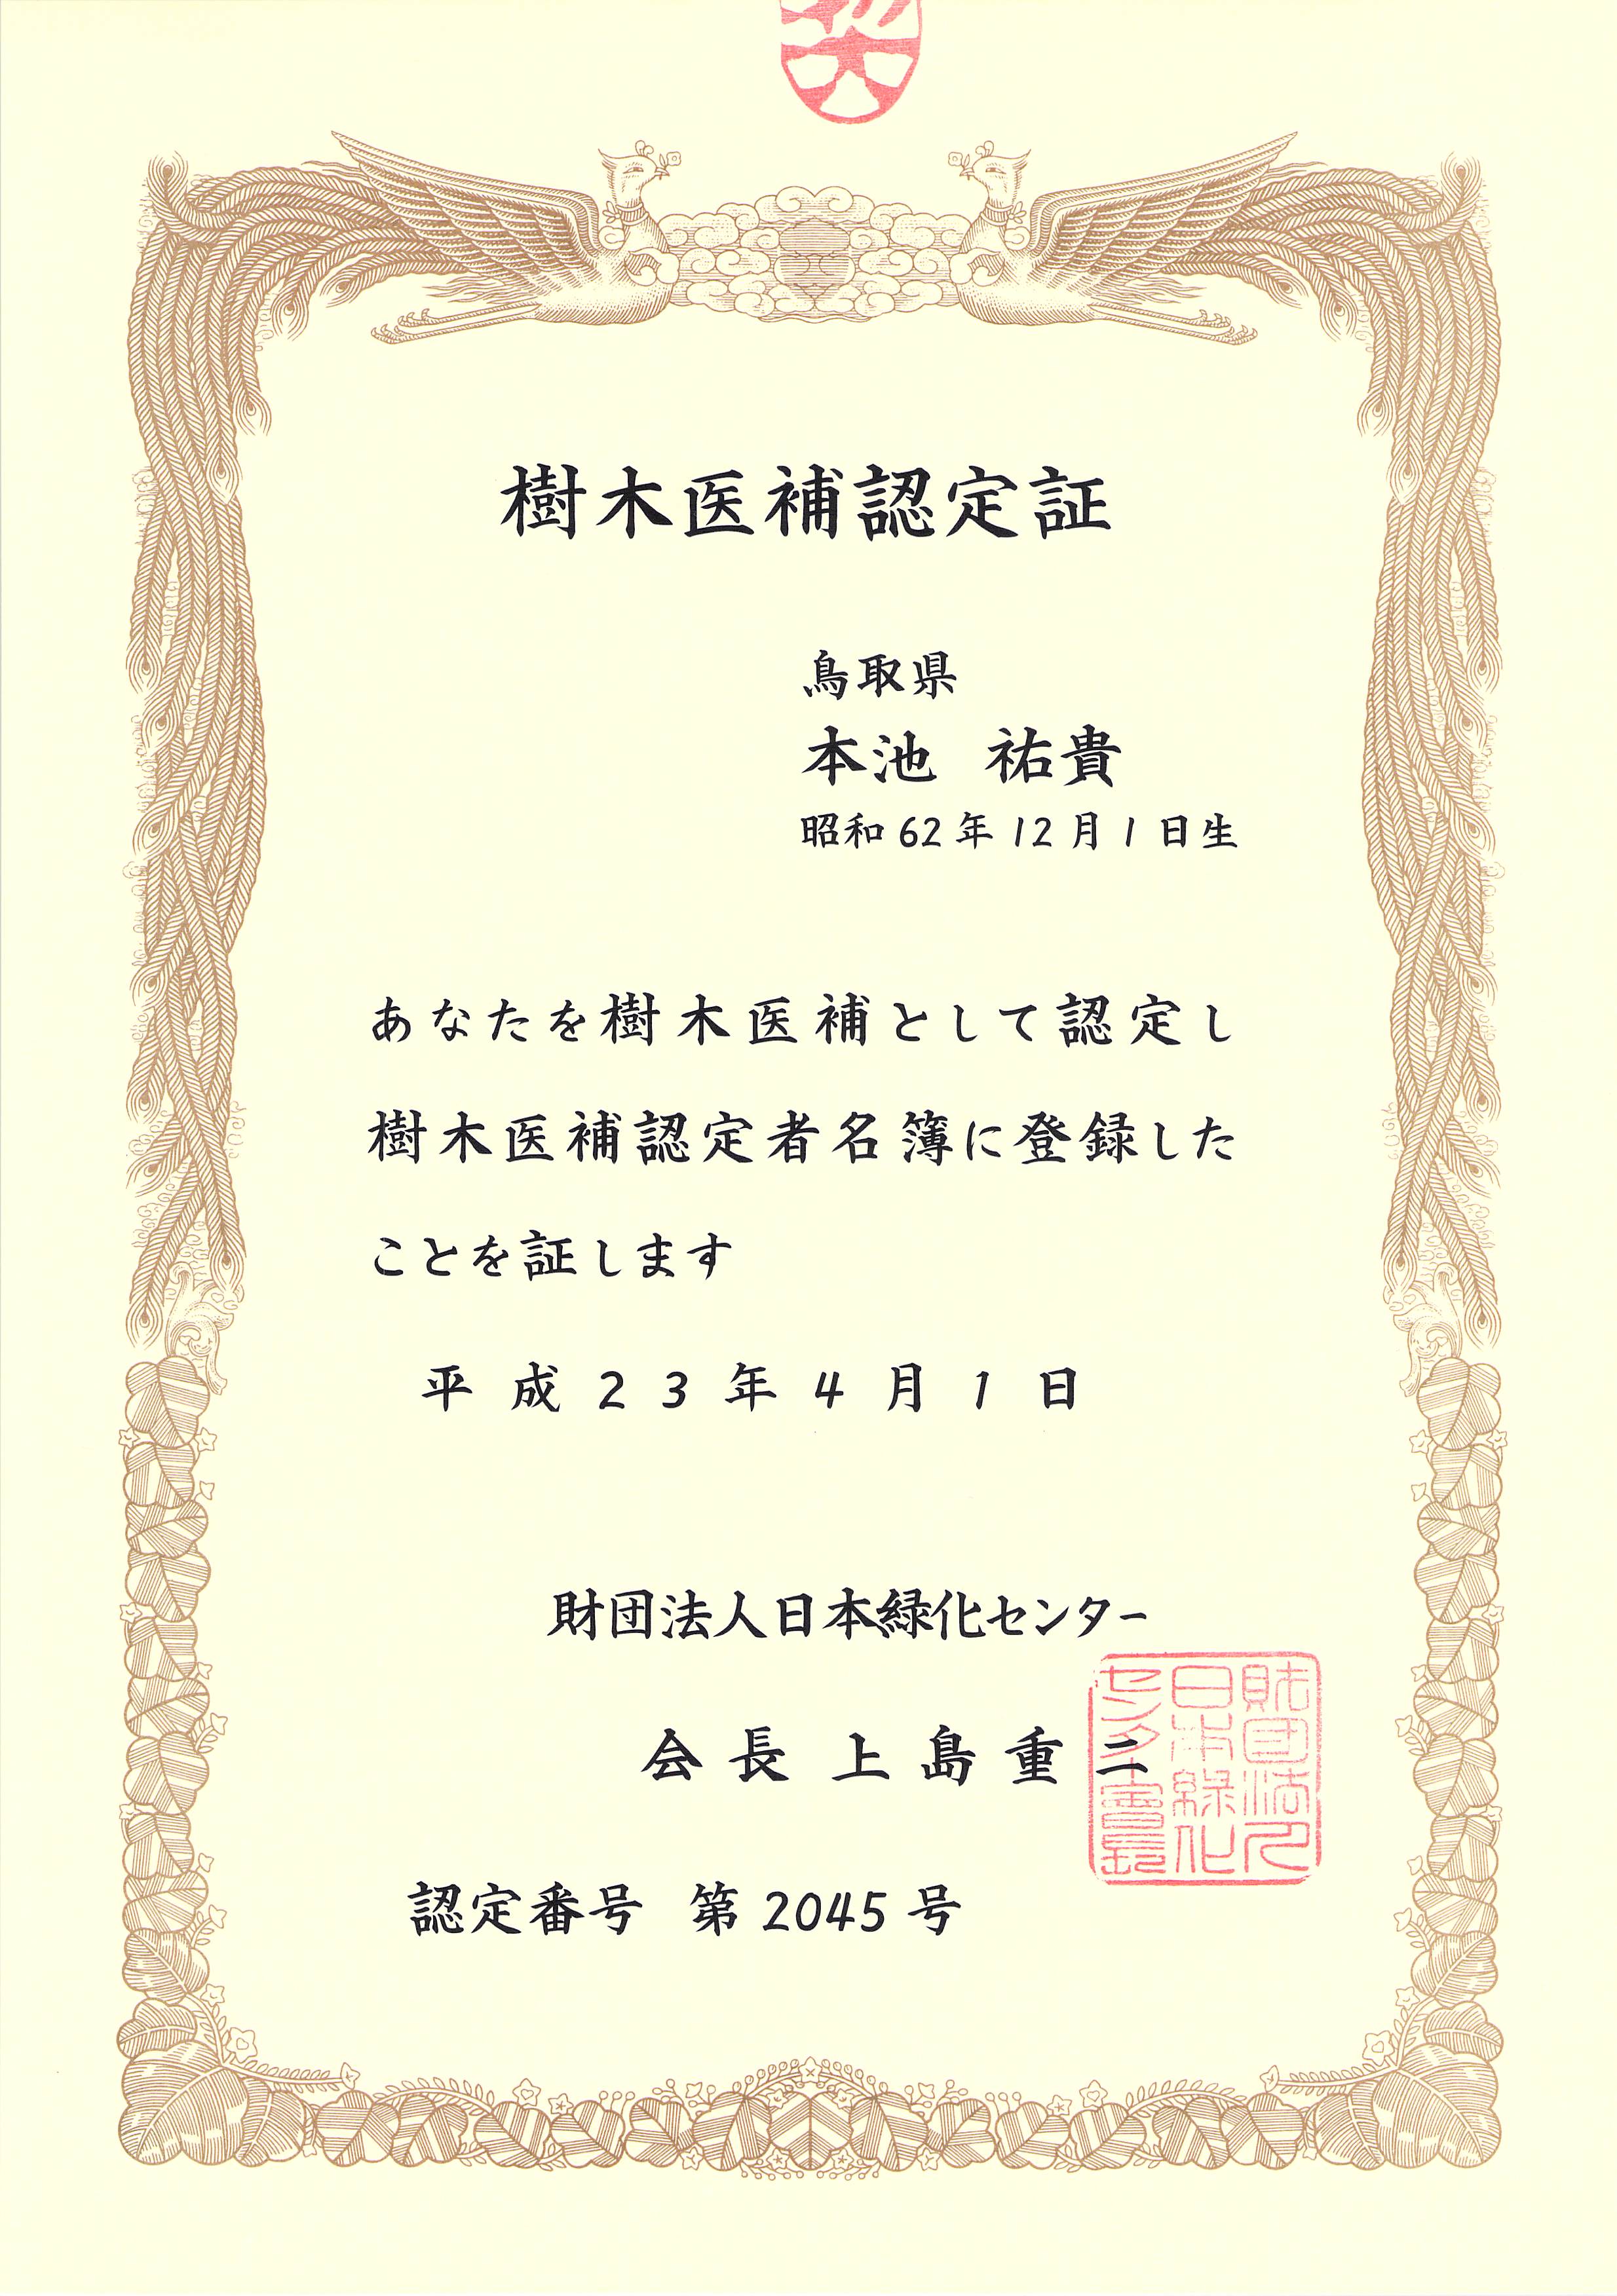 樹木医補認定証
鳥取県
本池 祐貴
昭和62年12月1日生
あなたを樹木医補として認定し
樹木医補認定者名簿に登録した
ことを証します
平成23年4月1日
財団法人日本緑化センター
会長 上島重二
財団法人
日本緑化
センター會長
認定番号 第2045号